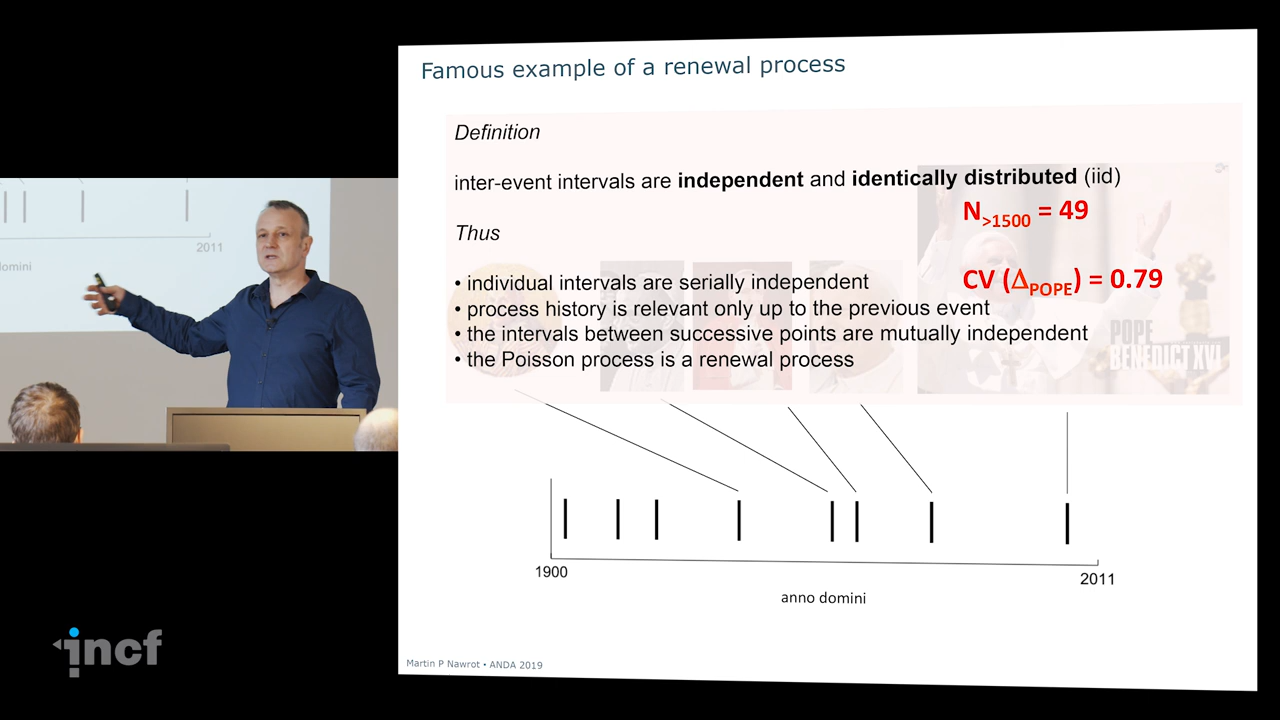 Famous example of a renewal process
Definition
inter-event intervals are independent and identically distributed (iid)
N>1500 = 49
Thus
• individual intervals are serially independent
CV (ΔPOPE) = 0.79
• process history is relevant only up to the previous event
• the intervals between successive points are mutually independent
• the Poisson process is a renewal process
POPE
BENEDICT XVI
2011
domini
1900
2011
anno domini
incf
Martin P Nawrot • ANDA 2019